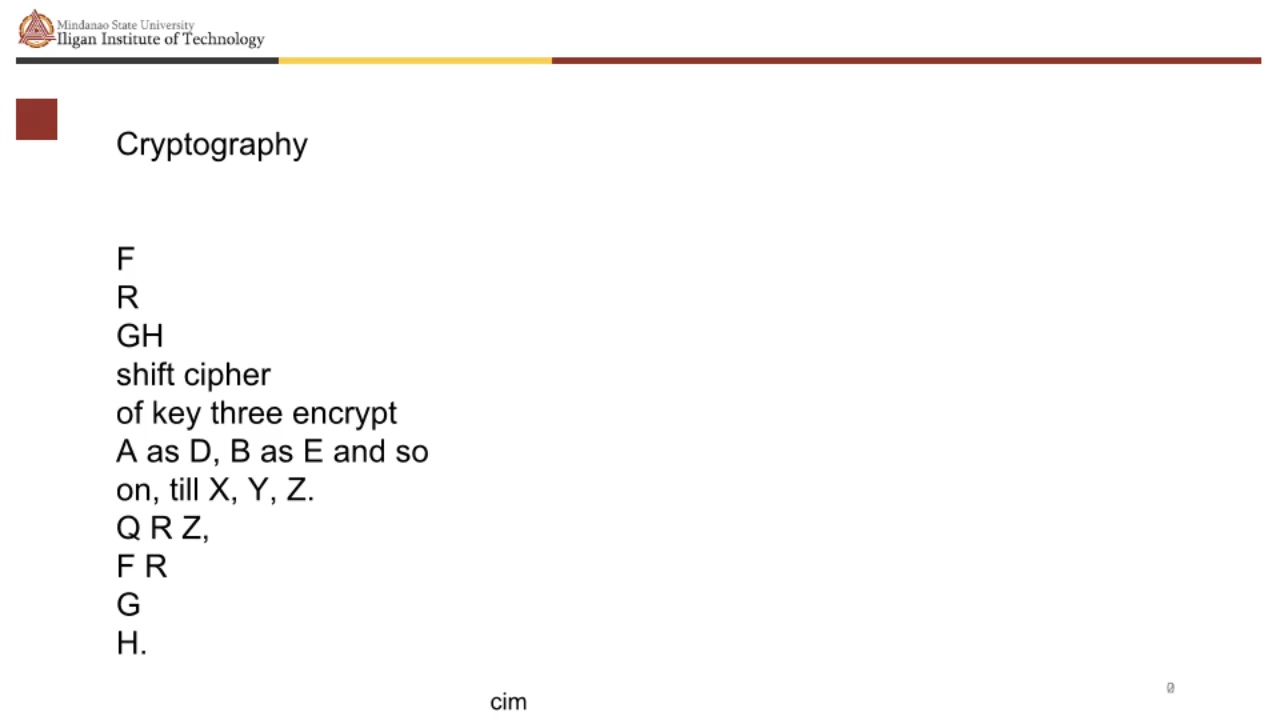 Mindanao State University
Iligan Institute of Technology
Cryptography
F
R
GH
shift cipher
of key three encrypt
A as D, B as E and so
on, till X, Y, Z.
Q R Z,
F R
G
H.
cim
0